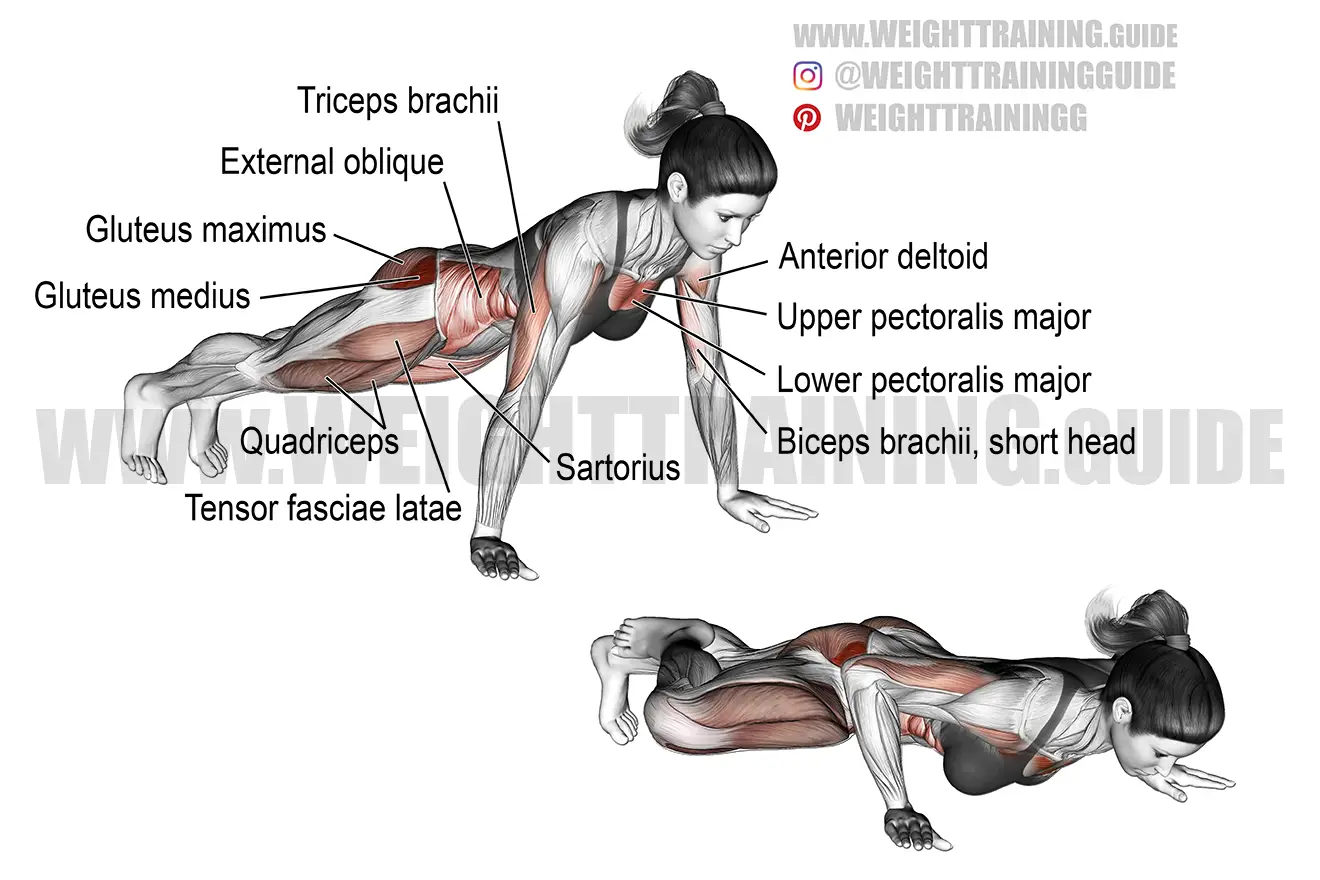 WWW.WEIGHTTRAINING.GUIDE
@WEIGHTTRAININGGUIDE
WEIGHTTRAININGG
Triceps brachii
External oblique
Gluteus maximus
Gluteus medius
Anterior deltoid
Upper pectoralis major
Lower pectoralis major
Biceps brachii, short head
Quadriceps
Sartorius
Tensor fasciae latae
WWW.WEIGHTTRAINING.GUIDE